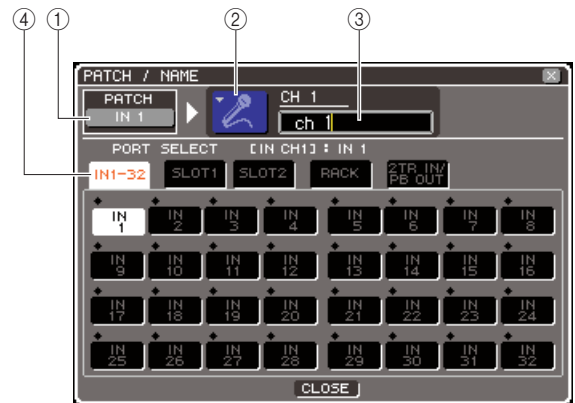 ④ ① ② ③
PATCH / NAME
PATCH
IN 1
CH 1
ch 1
PORT SELECT [IN CH1] : IN 1
IN1-32 SLOT1 SLOT2 RACK 2TR IN/
PB OUT
IN 1 IN 2 IN 3 IN 4 IN 5 IN 6 IN 7 IN 8
IN 9 IN 10 IN 11 IN 12 IN 13 IN 14 IN 15 IN 16
IN 17 IN 18 IN 19 IN 20 IN 21 IN 22 IN 23 IN 24
IN 25 IN 26 IN 27 IN 28 IN 29 IN 30 IN 31 IN 32
CLOSE